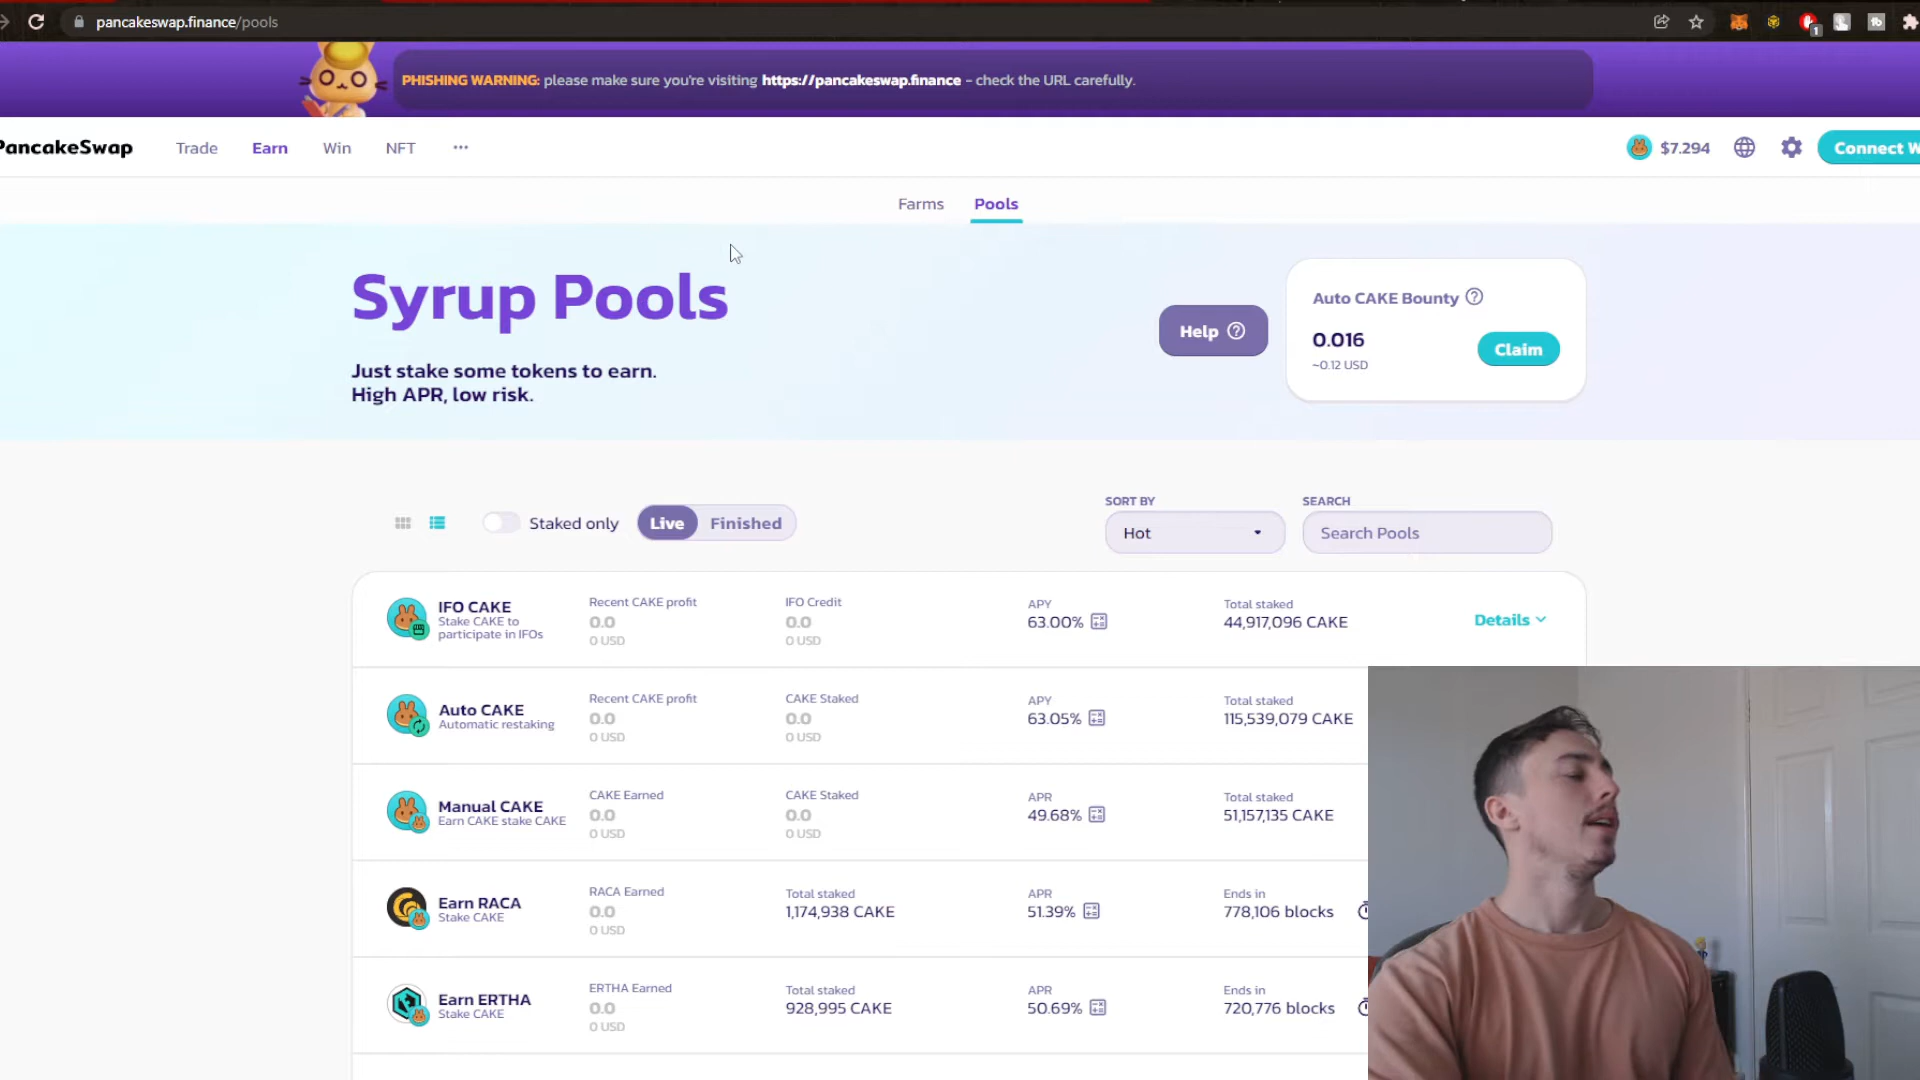 pancakeswap.finance/pools
1
PHISHING WARNING: please make sure you're visiting https://pancakeswap.finance - check the URL carefully.
PancakeSwap
Trade
Earn
Win
NFT
$7.294
Connect W
Farms
Pools
Syrup Pools
Just stake some tokens to earn.
High APR, low risk.
Help
Auto CAKE Bounty
0.016
~0.12 USD
Claim
Staked only
Live
Finished
SORT BY
Hot
SEARCH
Search Pools
IFO CAKE
Stake CAKE to
participate in IFOs
Recent CAKE profit
0.0
0 USD
IFO Credit
0.0
0 USD
APY
63.00%
Total staked
44,917,096 CAKE
Details
Auto CAKE
Automatic restaking
Recent CAKE profit
0.0
0 USD
CAKE Staked
0.0
0 USD
APY
63.05%
Total staked
115,539,079 CAKE
Manual CAKE
Earn CAKE stake CAKE
CAKE Earned
0.0
0 USD
CAKE Staked
0.0
0 USD
APR
49.68%
Total staked
51,157,135 CAKE
Earn RACA
Stake CAKE
RACA Earned
0.0
0 USD
Total staked
1,174,938 CAKE
APR
51.39%
Ends in
778,106 blocks
Earn ERTHA
Stake CAKE
ERTHA Earned
0.0
0 USD
Total staked
928,995 CAKE
APR
50.69%
Ends in
720,776 blocks